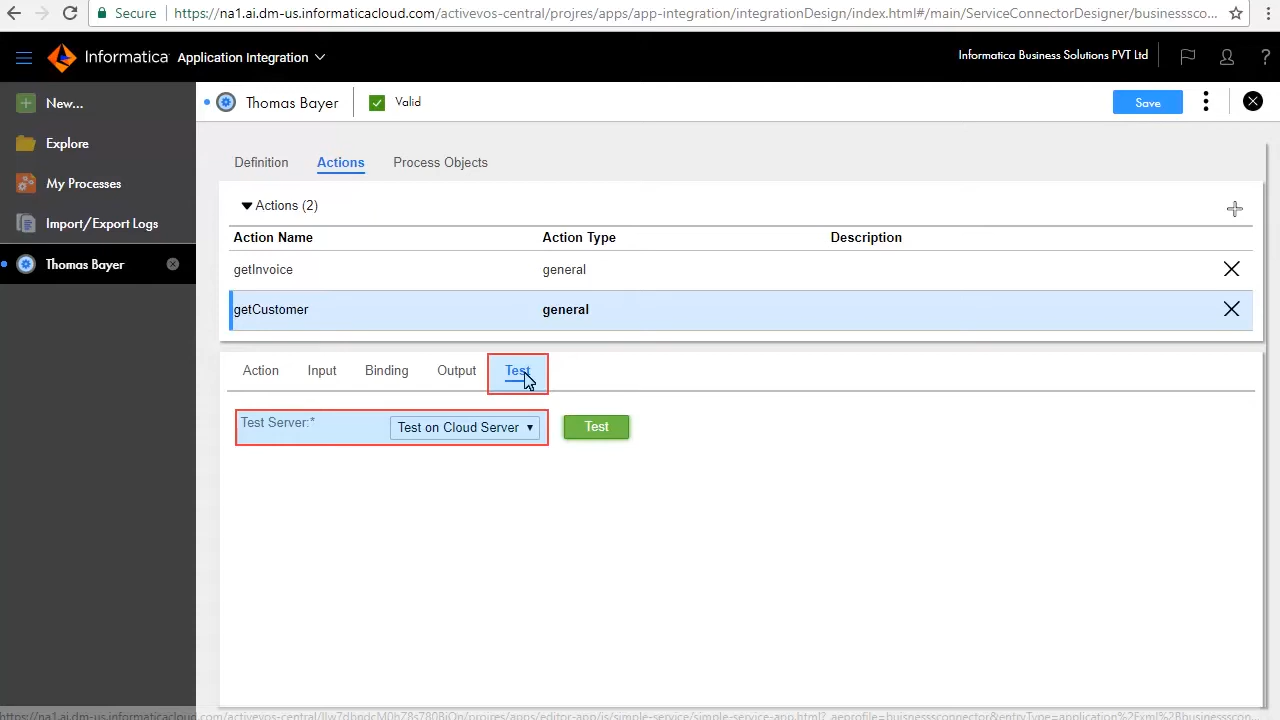 Secure https://na1.ai.dm-us.informaticacloud.com/activevos-central/projres/apps/app-integration/integrationDesign/index.html#/main/ServiceConnectorDesigner/businesssco...
Informatica Application Integration
Informatica Business Solutions PVT Ltd
?
New...
Explore
My Processes
Import/Export Logs
Thomas Bayer
Thomas Bayer
Valid
Save
Definition Actions Process Objects
Actions (2)
Action Name Action Type Description
getInvoice general
getCustomer general
Action Input Binding Output Test
Test Server:* Test on Cloud Server Test